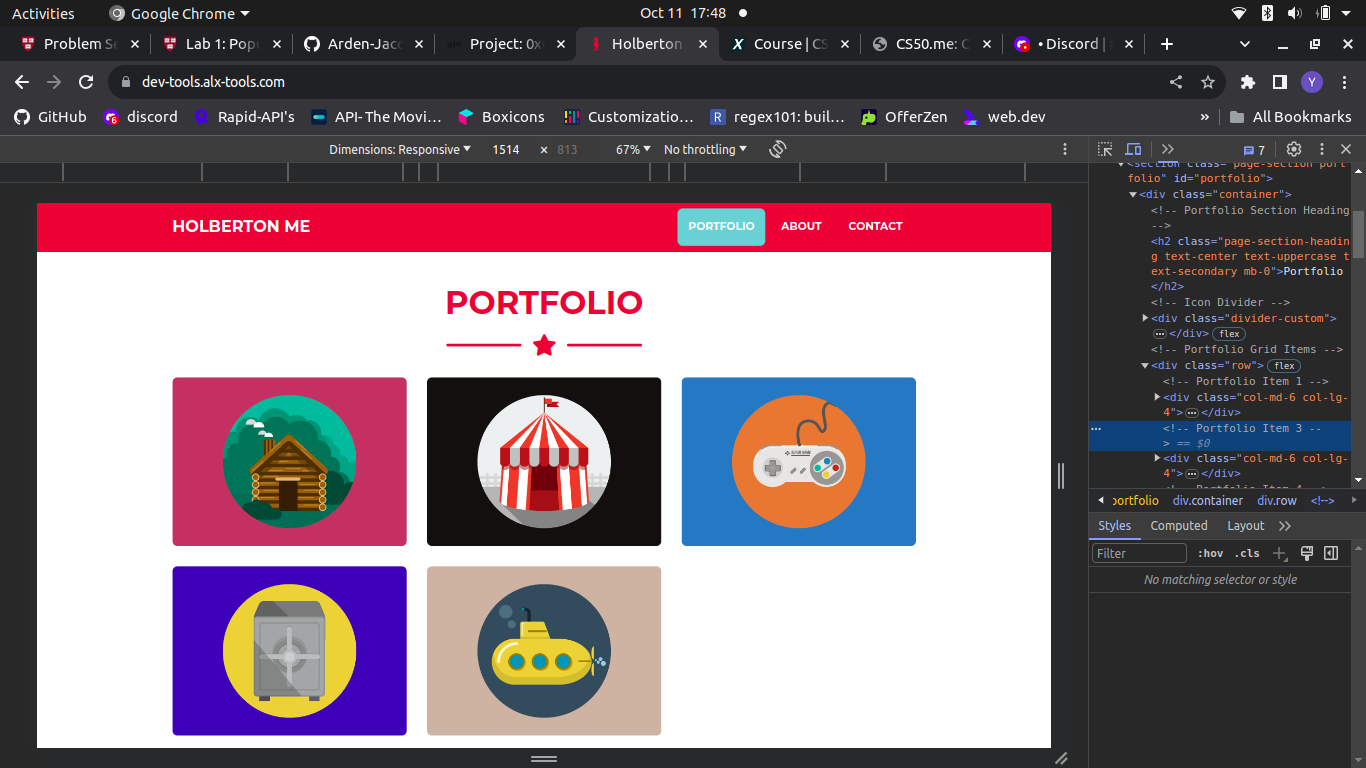 Activities Google Chrome Oct 11 17:48
Problem Se Lab 1: Popu Arden-Jaco Project: 0x Holberton Course | CS CS50.me: C • Discord |
dev-tools.alx-tools.com Y
GitHub discord Rapid-API's API- The Movi... Boxicons Customizatio... regex101: buil... OfferZen web.dev » All Bookmarks
Dimensions: Responsive 1514 × 813 67% No throttling 7
<section class="page-section port
folio" id="portfolio">
<div class="container">
<!-- Portfolio Section Heading
-->
<h2 class="page-section-headin
g text-center text-uppercase t
ext-secondary mb-0">Portfolio
</h2>
<!-- Icon Divider -->
<div class="divider-custom">
</div> flex
<!-- Portfolio Grid Items -->
<div class="row"> flex
<!-- Portfolio Item 1 -->
<div class="col-md-6 col-lg-
4"> </div>
<!-- Portfolio Item 3 --
> == $0
<div class="col-md-6 col-lg-
4"> </div>
<!-- Portfolio Item 4 -->
portfolio div.container div.row <!-->
Styles Computed Layout
Filter :hov .cls
No matching selector or style
HOLBERTON ME PORTFOLIO ABOUT CONTACT
PORTFOLIO